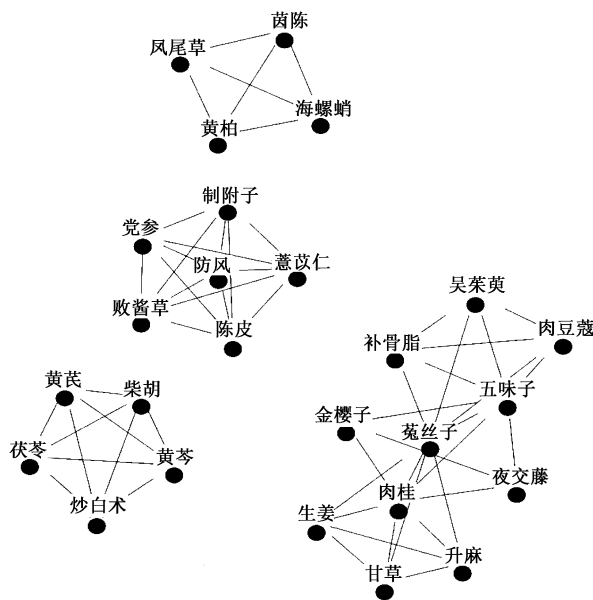 茵陈
凤尾草
海螵蛸
黄柏
制附子
党参
防风
薏苡仁
败酱草
陈皮
吴茱萸
肉豆蔻
补骨脂
黄芪
柴胡
五味子
金樱子
菟丝子
茯苓
黄芩
夜交藤
肉桂
炒白术
生姜
升麻
甘草